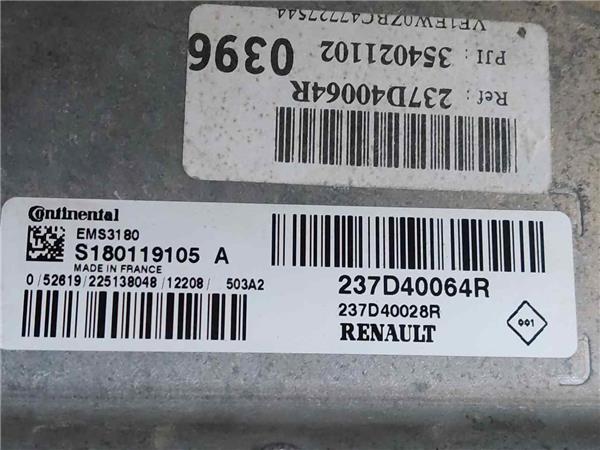 VF1FW0ZBC47727544
PJI : 354021102
0396
Ref : 237D40064R
Continental
EMS3180
S180119105 A
MADE IN FRANCE
0/52619/225138048/12208/ 503A2
237D40064R
237D40028R
RENAULT
001